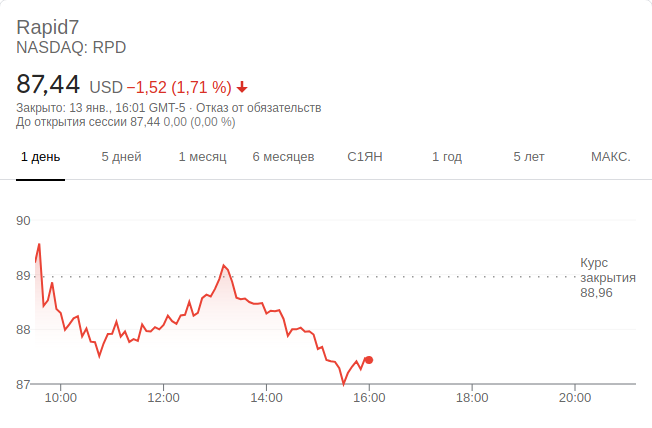 Rapid7
NASDAQ: RPD
87,44 USD −1,52 (1,71 %)
Закрыто: 13 янв., 16:01 GMT-5 · Отказ от обязательств
До открытия сессии 87,44 0,00 (0,00 %)
1 день 5 дней 1 месяц 6 месяцев С1ЯН 1 год 5 лет МАКС.
90
89
88
87
Курс
закрытия
88,96
10:00 12:00 14:00 16:00 18:00 20:00